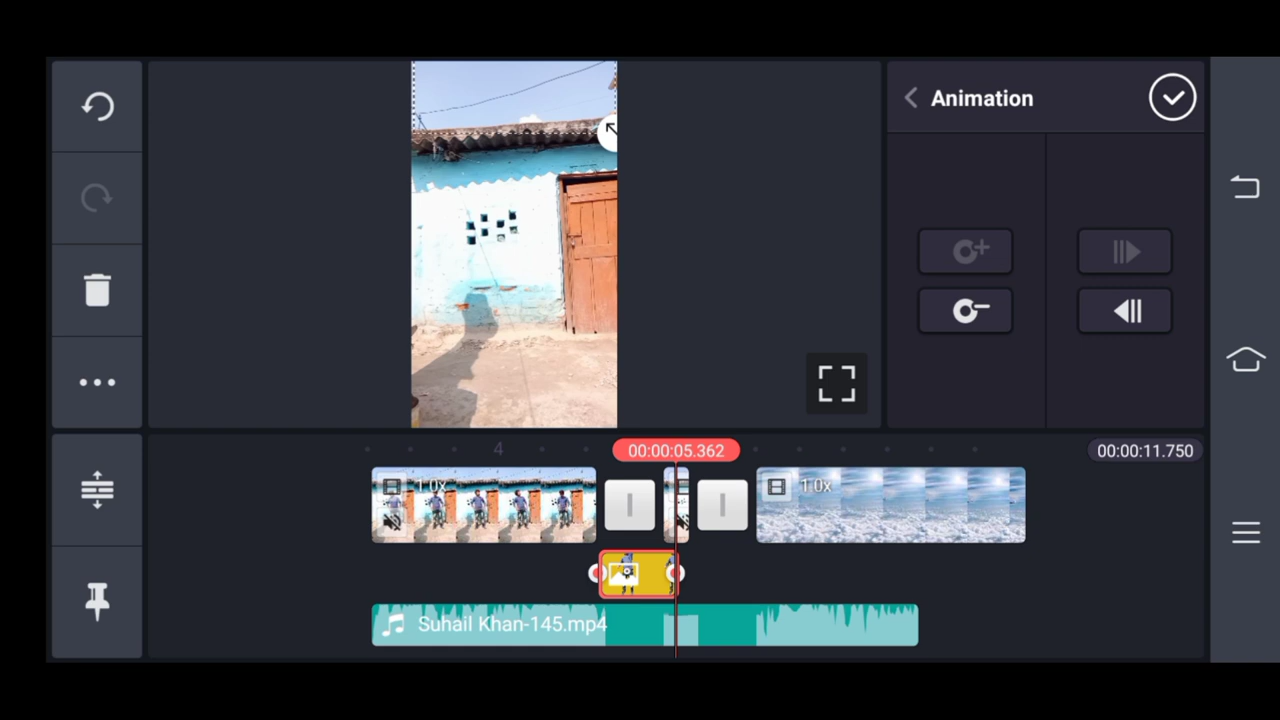 Animation
4
00:00:05.362
00:00:11.750
1.0x
1.0x
Suhail Khan-145.mp4